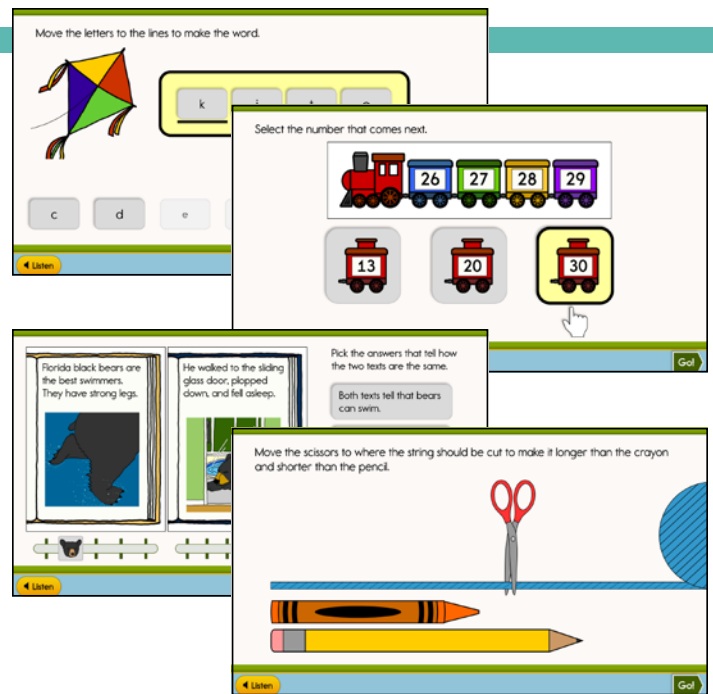 Move the letters to the lines to make the word.
k
c d e
Listen
Select the number that comes next.
26 27 28 29
13 20 30
Go!
Florida black bears are
the best swimmers.
They have strong legs.
He walked to the sliding
glass door, plopped
down, and fell asleep.
Pick the answers that tell how
the two texts are the same.
Both texts tell that bears
can swim.
Listen
Move the scissors to where the string should be cut to make it longer than the crayon
and shorter than the pencil.
Listen
Go!